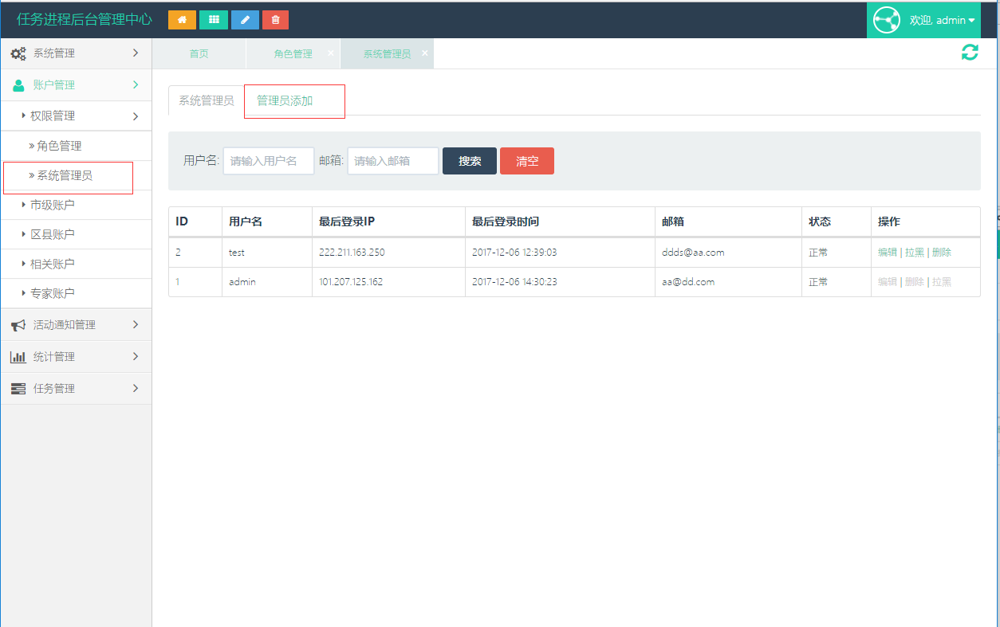 任务进程后台管理中心
欢迎, admin
系统管理
账户管理
权限管理
» 角色管理
» 系统管理员
市级账户
区县账户
相关账户
专家账户
活动通知管理
统计管理
任务管理
首页 角色管理 × 系统管理员 ×
系统管理员 管理员添加
用户名: 请输入用户名 邮箱: 请输入邮箱 搜索 清空
ID 用户名 最后登录IP 最后登录时间 邮箱 状态 操作
2 test 222.211.163.250 2017-12-06 12:39:03 ddds@aa.com 正常 编辑 | 拉黑 | 删除
1 admin 101.207.125.162 2017-12-06 14:30:23 aa@dd.com 正常 编辑 | 删除 | 拉黑